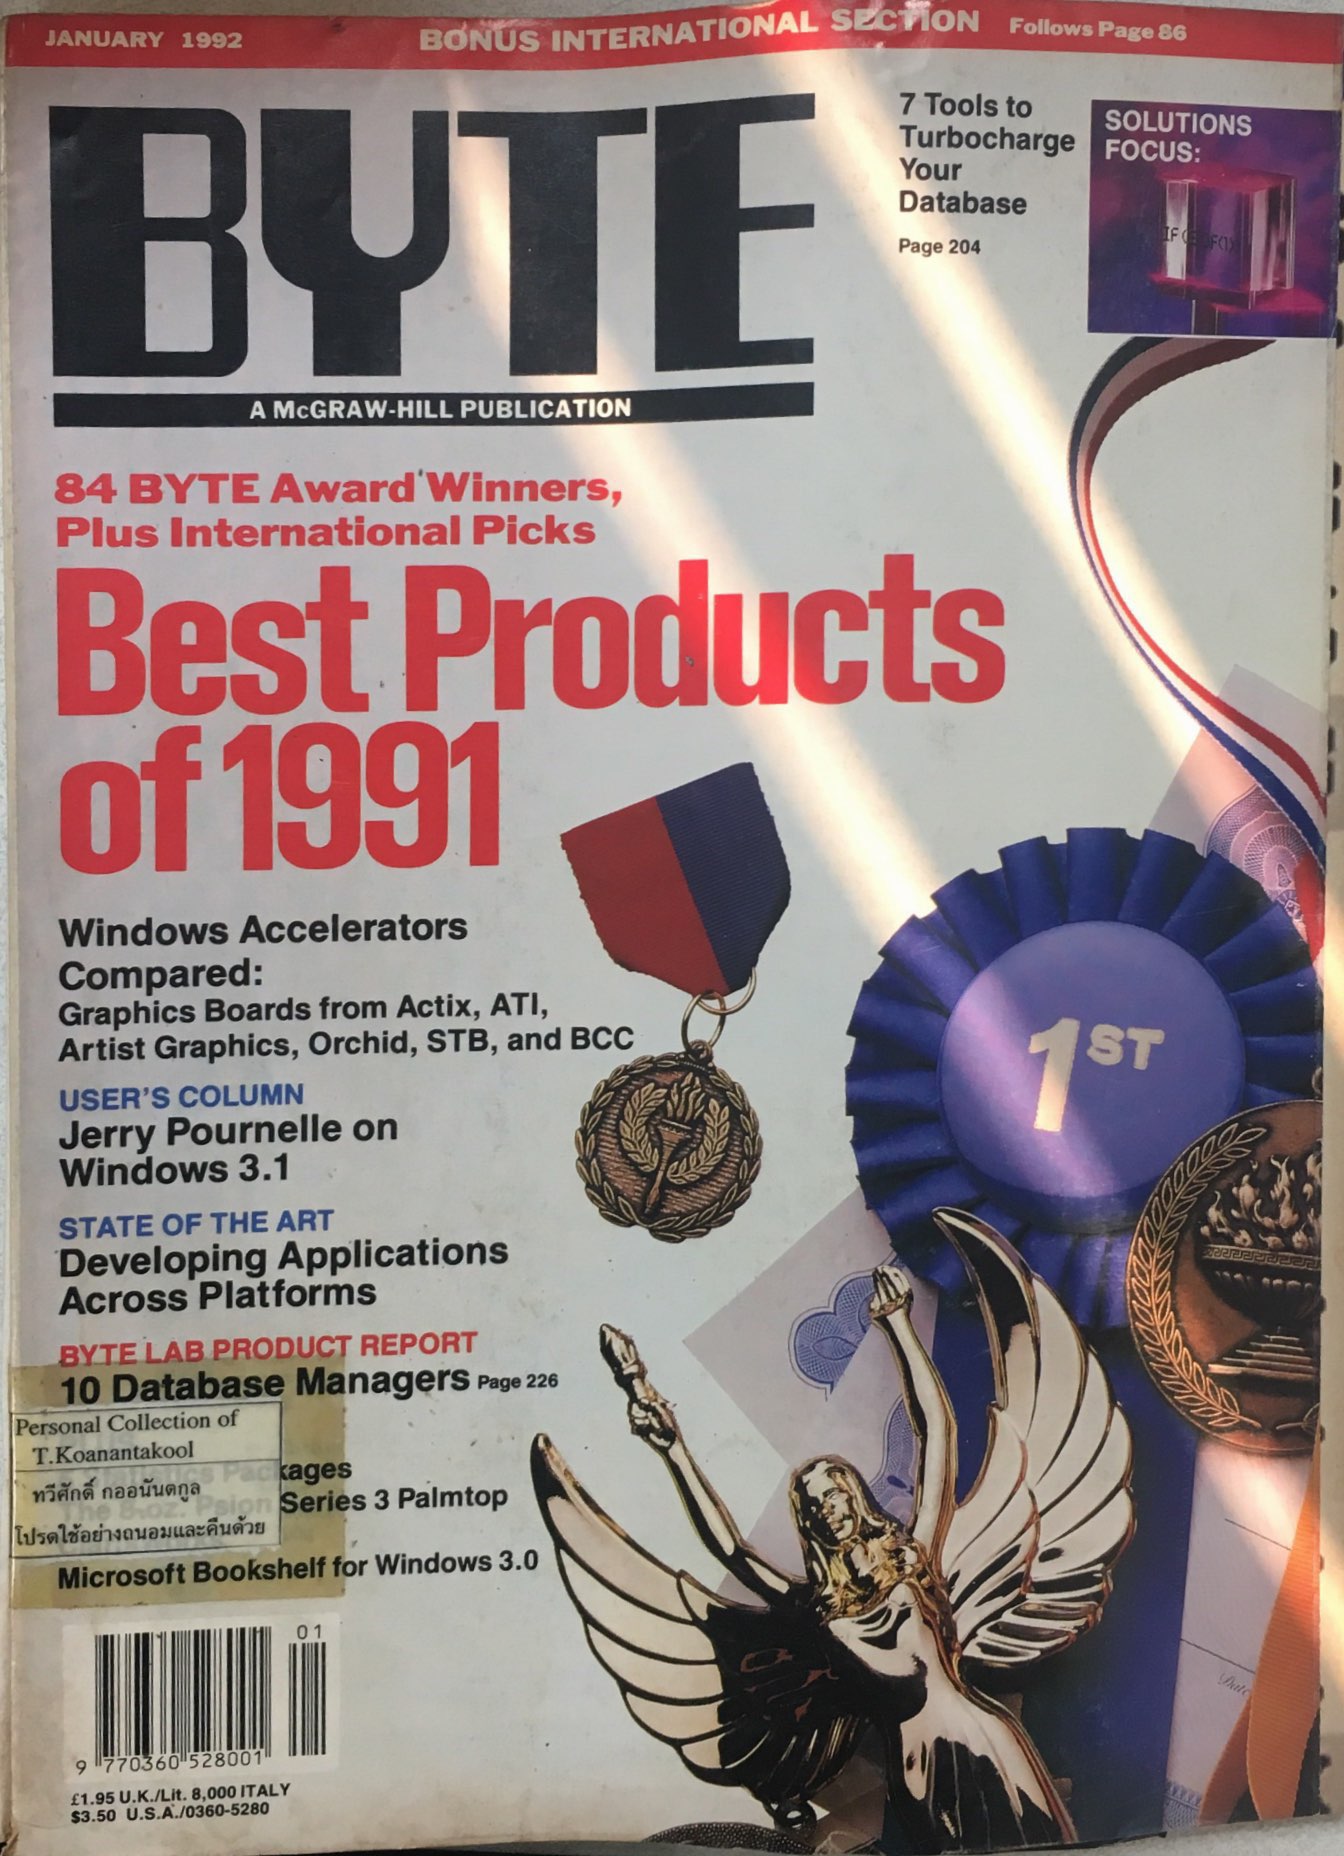 JANUARY 1992
BONUS INTERNATIONAL SECTION Follows Page 86
BYTE
A McGRAW-HILL PUBLICATION
7 Tools to
Turbocharge
Your
Database
Page 204
SOLUTIONS
FOCUS:
84 BYTE Award Winners,
Plus International Picks
Best Products
of 1991
Windows Accelerators
Compared:
Graphics Boards from Actix, ATI,
Artist Graphics, Orchid, STB, and BCC
USER'S COLUMN
Jerry Pournelle on
Windows 3.1
STATE OF THE ART
Developing Applications
Across Platforms
BYTE LAB PRODUCT REPORT
10 Database Managers Page 226
Personal Collection of
T.Koanantakool
ทวีศักดิ์ กออนันตกูล
โปรดใช้อย่างถนอมและคืนด้วย
Statistics Packages
The 8-oz. Psion Series 3 Palmtop
Microsoft Bookshelf for Windows 3.0
1ST
Date
01
9 770360 528001
£1.95 U.K./Lit. 8,000 ITALY
$3.50 U.S.A./0360-5280